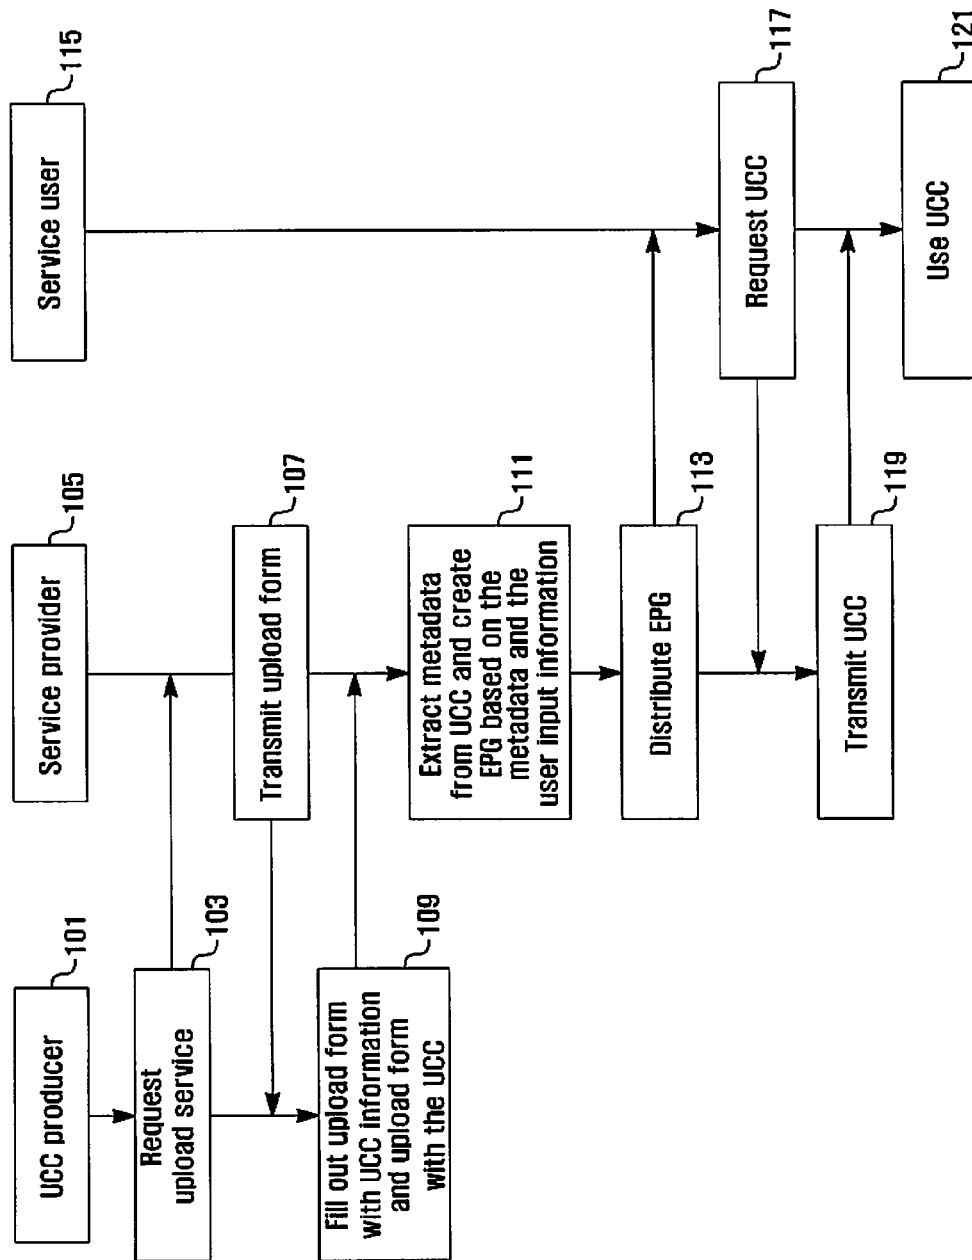 UCC producer
101
Service provider
105
Service user
115
Request
upload service
103
Transmit upload form
107
Fill out upload form
with UCC information
and upload form
with the UCC
109
Extract metadata
from UCC and create
EPG based on the
metadata and the
user input information
111
Distribute EPG
113
Request UCC
117
Transmit UCC
119
Use UCC
121